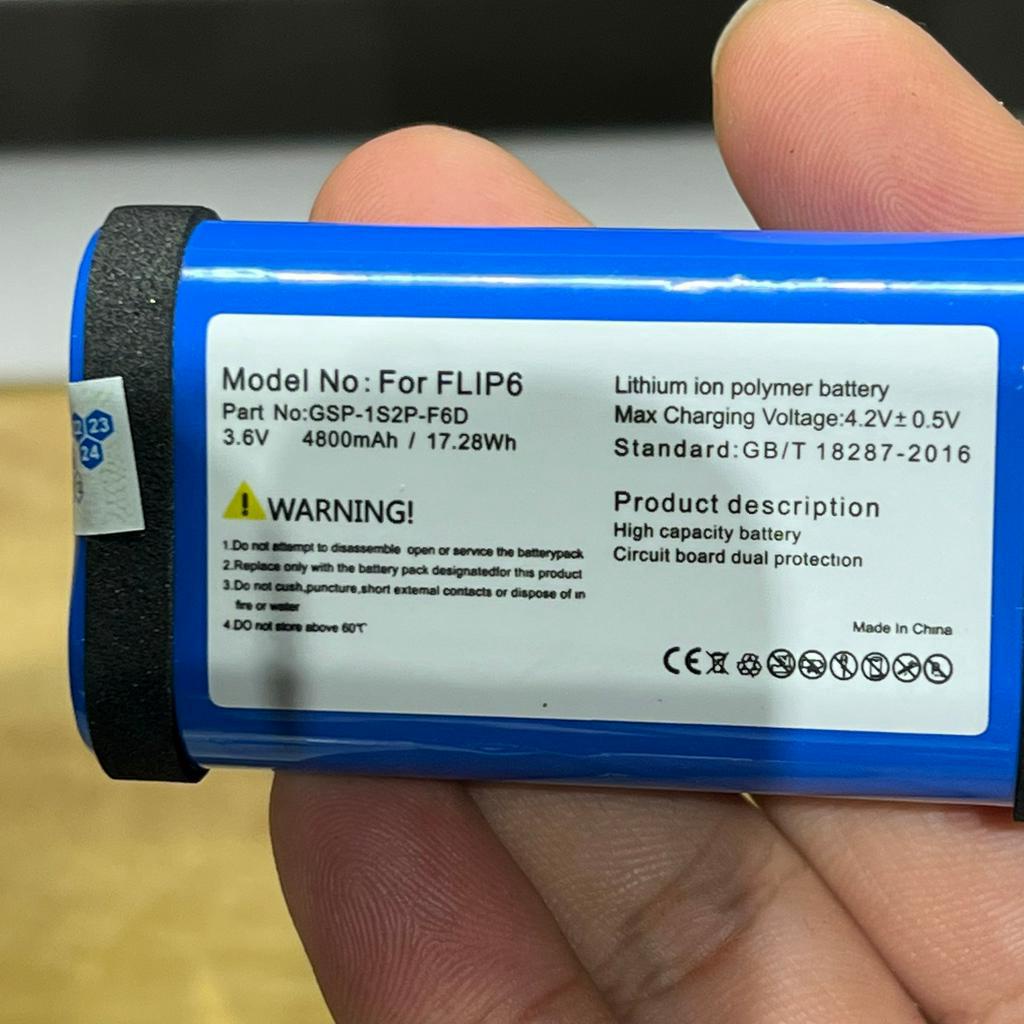 Model No: For FLIP6
Part No:GSP-1S2P-F6D
3.6V 4800mAh / 17.28Wh
WARNING!
1.Do not attempt to disassemble open or service the batterypack
2.Replace only with the battery pack designatedfor this product
3.Do not cush,puncture,short external contacts or dispose of in
fire or water
4.DO not store above 60℃
Lithium ion polymer battery
Max Charging Voltage:4.2V±0.5V
Standard:GB/T 18287-2016
Product description
High capacity battery
Circuit board dual protection
Made In China
CE
23
24